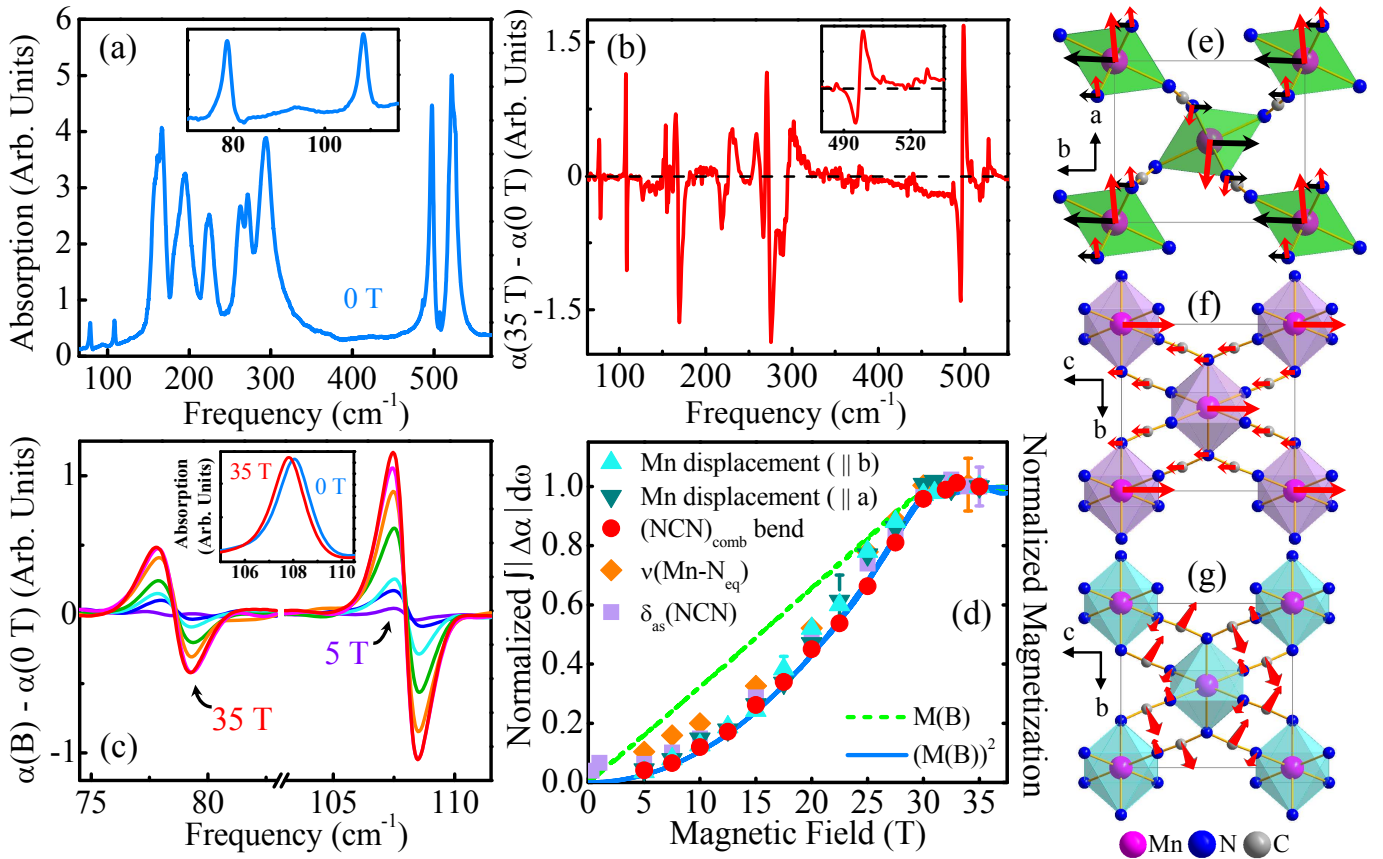 (a)
Absorption (Arb. Units)
6
5
4
3
2
1
0
80 100
0 T
100 200 300 400 500
Frequency (cm⁻¹)
(b)
α(35 T) - α(0 T) (Arb. Units)
1.5
0
-1.5
490 520
100 200 300 400 500
Frequency (cm⁻¹)
(c)
α(B) - α(0 T) (Arb. Units)
1
0
-1
Absorption
(Arb. Units)
35 T
0 T
105 106 107 108 109 110
5 T
35 T
75 80 105 110
Frequency (cm⁻¹)
(d)
Normalized ∫| Δα | dω
1.0
0.8
0.6
0.4
0.2
0.0
Mn displacement ( || b)
Mn displacement ( || a)
(NCN)comb bend
ν(Mn-Neq)
δas(NCN)
M(B)
(M(B))²
0 5 10 15 20 25 30 35
Magnetic Field (T)
Normalized Magnetization
(e)
a
b
(f)
c
b
(g)
c
b
Mn N C